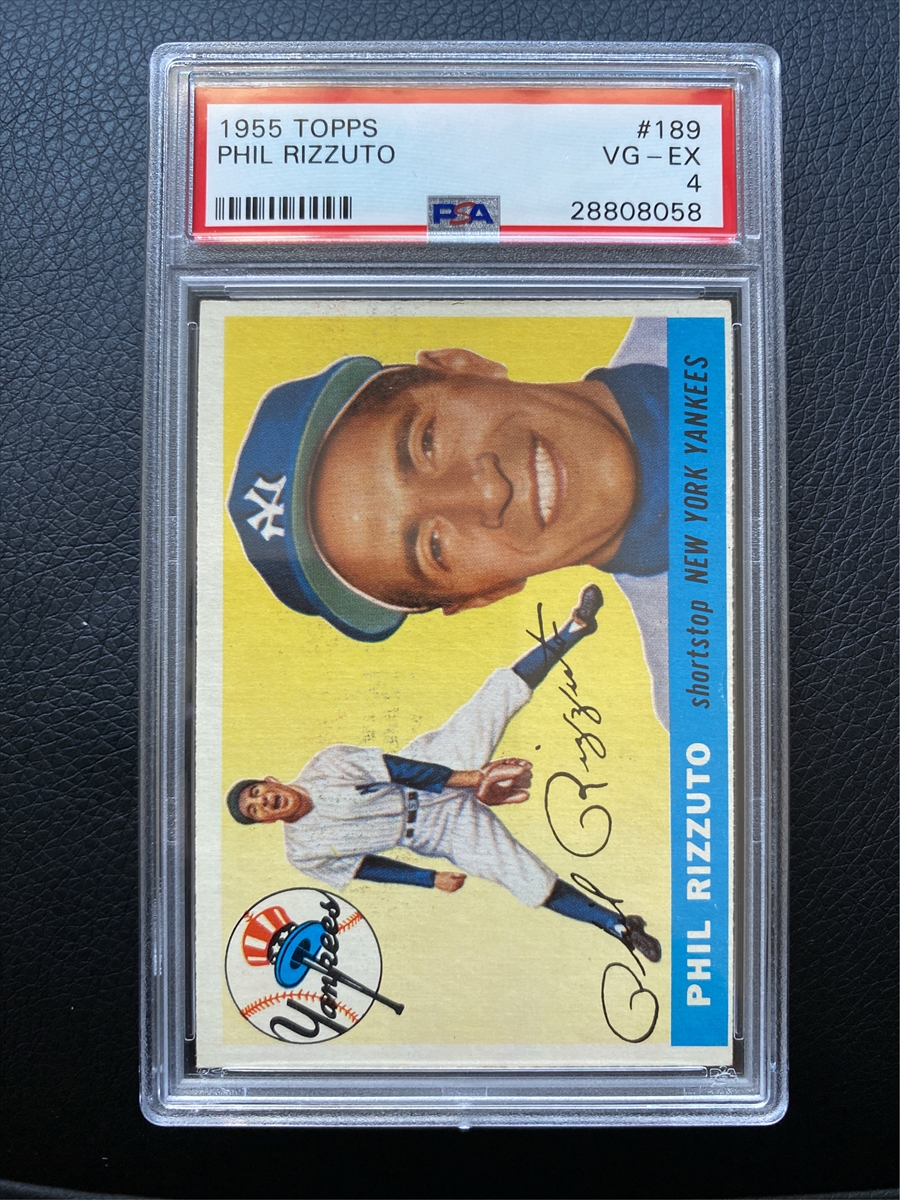 1955 TOPPS #189
PHIL RIZZUTO VG-EX
4
PSA 28808058
NY
Phil Rizzuto
Yankees
PHIL RIZZUTO shortstop NEW YORK YANKEES